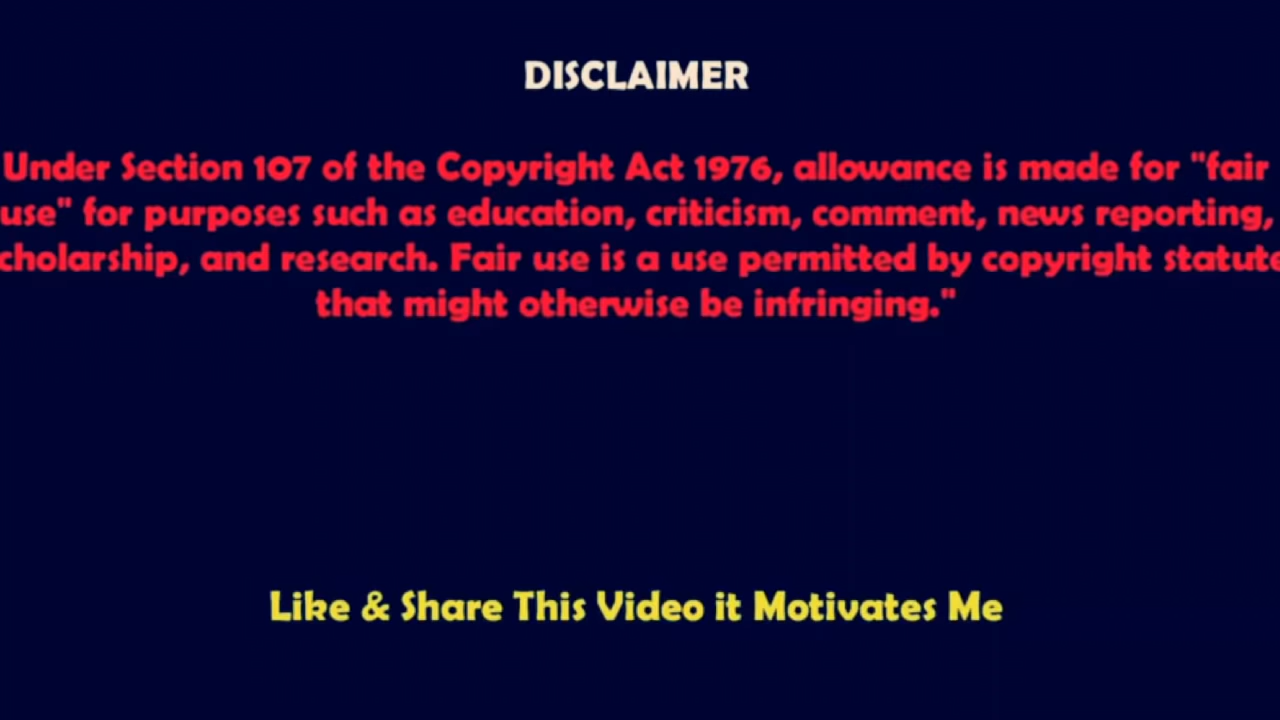 DISCLAIMER
Under Section 107 of the Copyright Act 1976, allowance is made for "fair
use" for purposes such as education, criticism, comment, news reporting,
cholarship, and research. Fair use is a use permitted by copyright statute
that might otherwise be infringing."
Like & Share This Video it Motivates Me